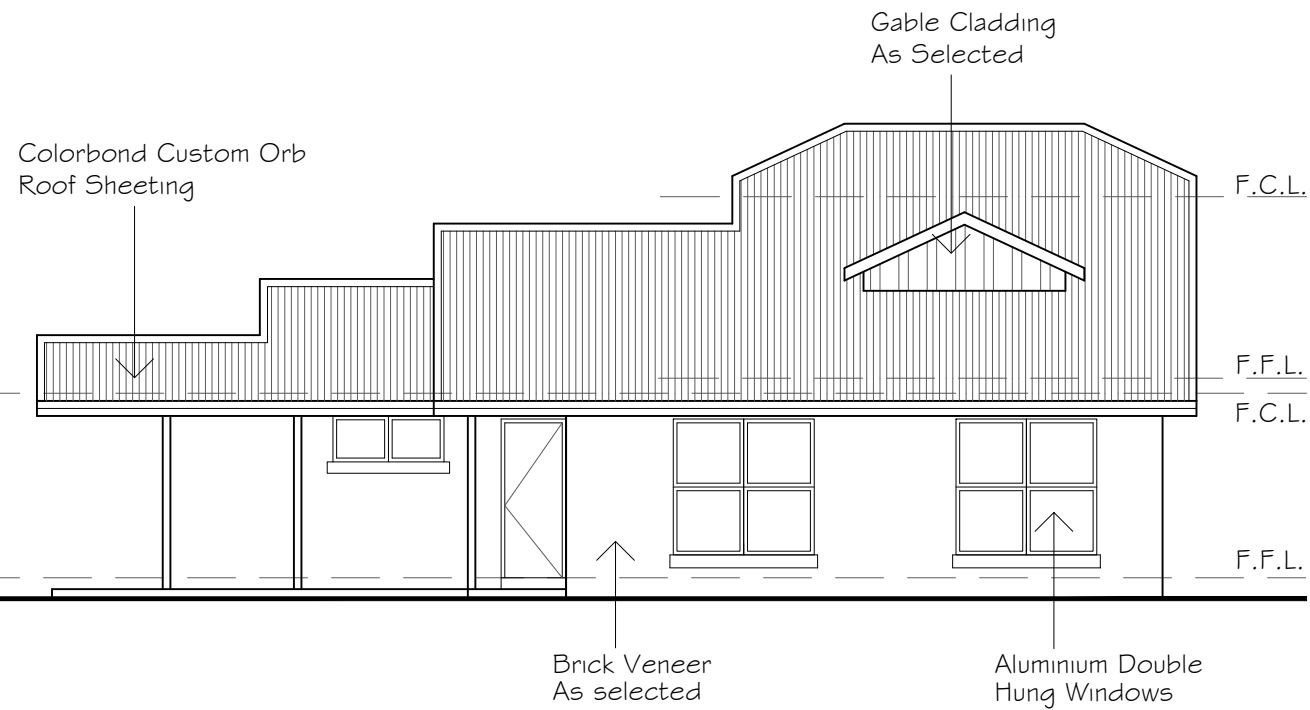 Gable Cladding
As Selected
Colorbond Custom Orb
Roof Sheeting
F.C.L.
F.F.L.
F.C.L.
F.F.L.
Brick Veneer
As selected
Aluminium Double
Hung Windows